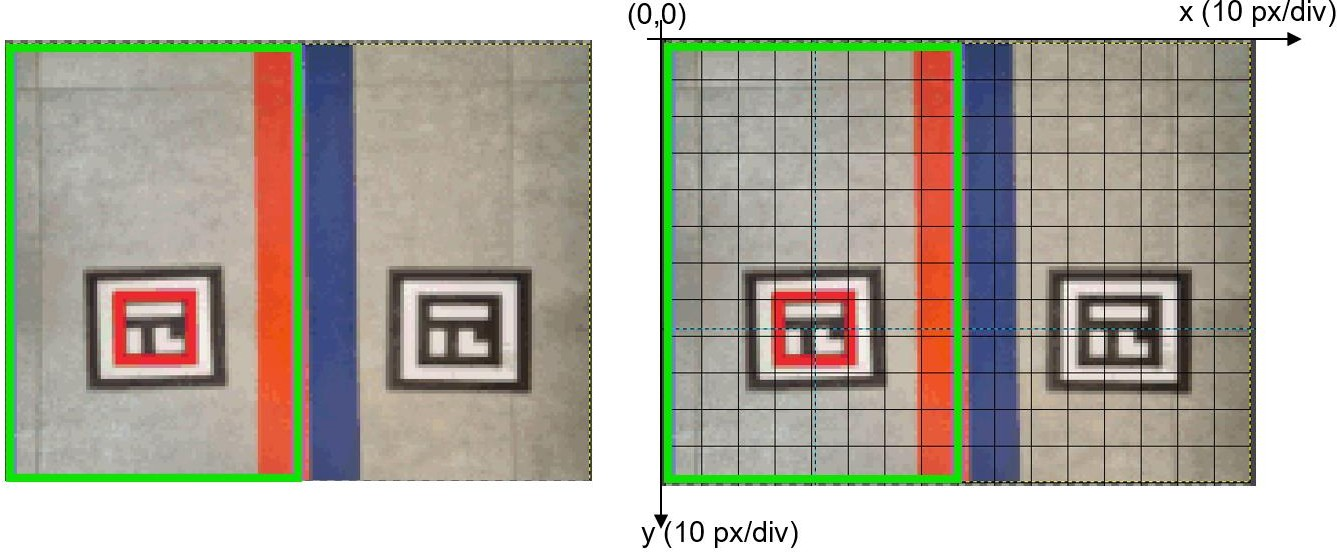 (0,0)
x (10 px/div)
y (10 px/div)